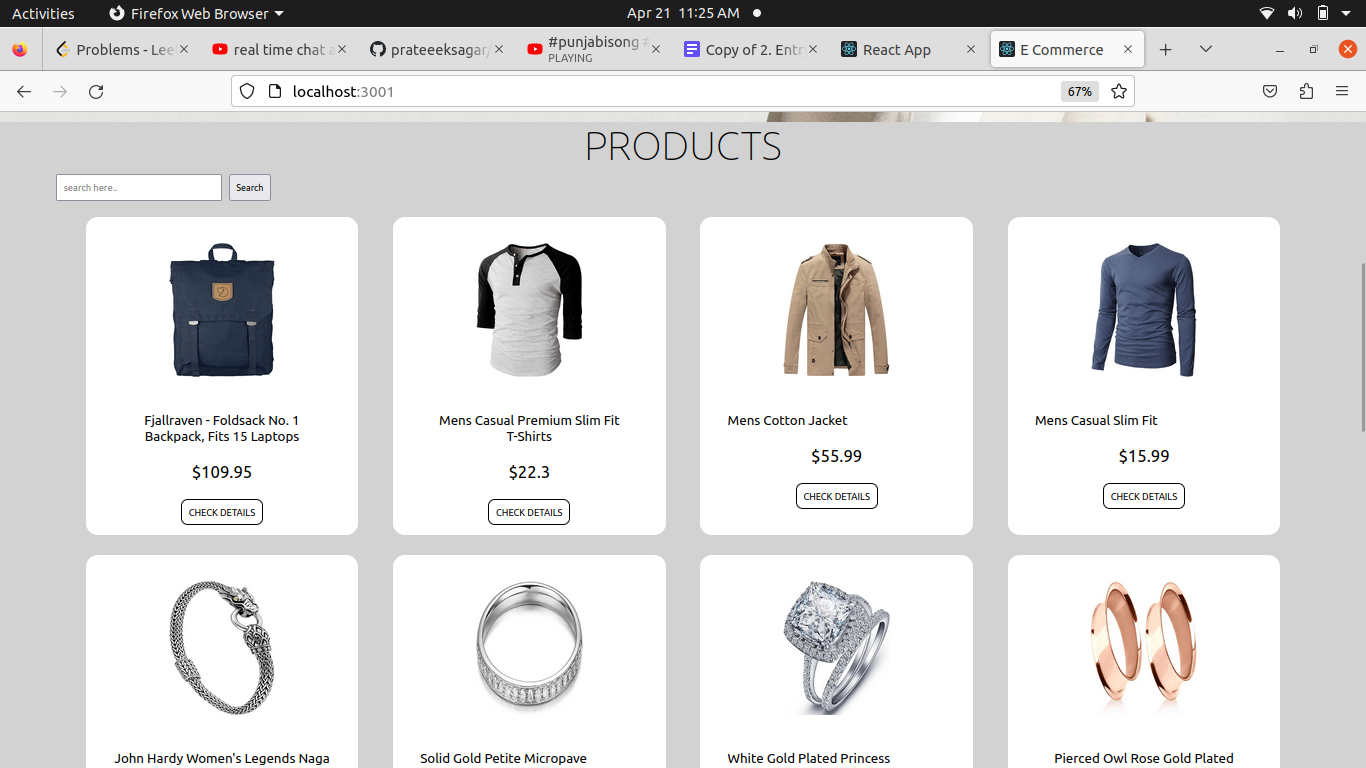 Activities
Firefox Web Browser
Apr 21 11:25 AM
Problems - Lee
real time chat a
prateeeksagar/
#punjabisong #
PLAYING
Copy of 2. Entr
React App
E Commerce
localhost:3001
67%
PRODUCTS
search here..
Search
Fjallraven - Foldsack No. 1
Backpack, Fits 15 Laptops
$109.95
CHECK DETAILS
Mens Casual Premium Slim Fit
T-Shirts
$22.3
CHECK DETAILS
Mens Cotton Jacket
$55.99
CHECK DETAILS
Mens Casual Slim Fit
$15.99
CHECK DETAILS
John Hardy Women's Legends Naga
Solid Gold Petite Micropave
White Gold Plated Princess
Pierced Owl Rose Gold Plated